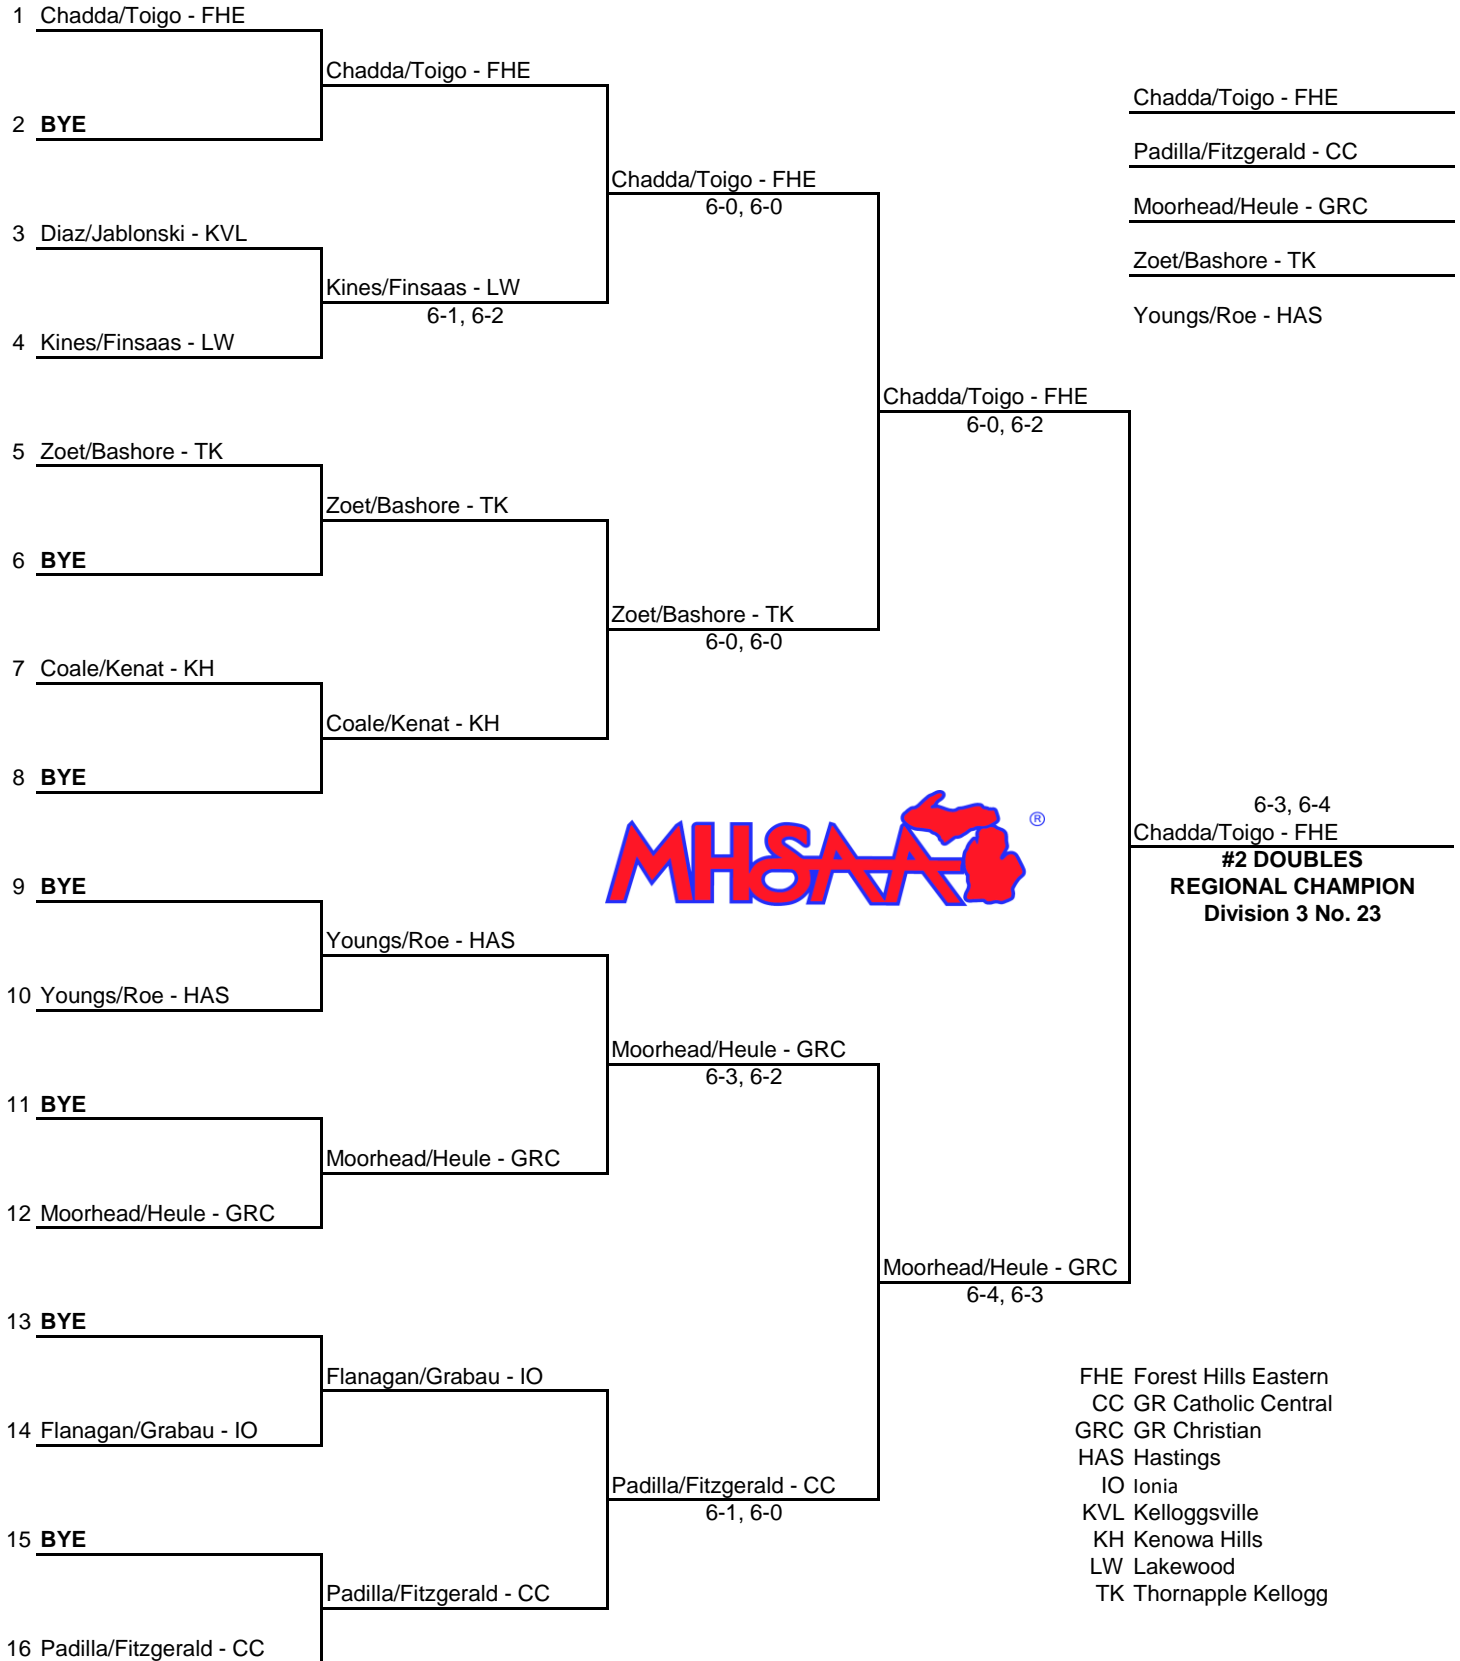 1 Chadda/Toigo - FHE
Chadda/Toigo - FHE
2 BYE
Chadda/Toigo - FHE
6-0, 6-0
3 Diaz/Jablonski - KVL
Kines/Finsaas - LW
6-1, 6-2
4 Kines/Finsaas - LW
Chadda/Toigo - FHE
6-0, 6-2
5 Zoet/Bashore - TK
Zoet/Bashore - TK
6 BYE
Zoet/Bashore - TK
6-0, 6-0
7 Coale/Kenat - KH
Coale/Kenat - KH
8 BYE
Chadda/Toigo - FHE
Padilla/Fitzgerald - CC
Moorhead/Heule - GRC
Zoet/Bashore - TK
Youngs/Roe - HAS
MHSAA ®
6-3, 6-4
Chadda/Toigo - FHE
#2 DOUBLES
REGIONAL CHAMPION
Division 3 No. 23
9 BYE
Youngs/Roe - HAS
10 Youngs/Roe - HAS
Moorhead/Heule - GRC
6-3, 6-2
11 BYE
Moorhead/Heule - GRC
12 Moorhead/Heule - GRC
Moorhead/Heule - GRC
6-4, 6-3
13 BYE
Flanagan/Grabau - IO
14 Flanagan/Grabau - IO
Padilla/Fitzgerald - CC
6-1, 6-0
15 BYE
Padilla/Fitzgerald - CC
16 Padilla/Fitzgerald - CC
FHE Forest Hills Eastern
CC GR Catholic Central
GRC GR Christian
HAS Hastings
IO Ionia
KVL Kelloggsville
KH Kenowa Hills
LW Lakewood
TK Thornapple Kellogg